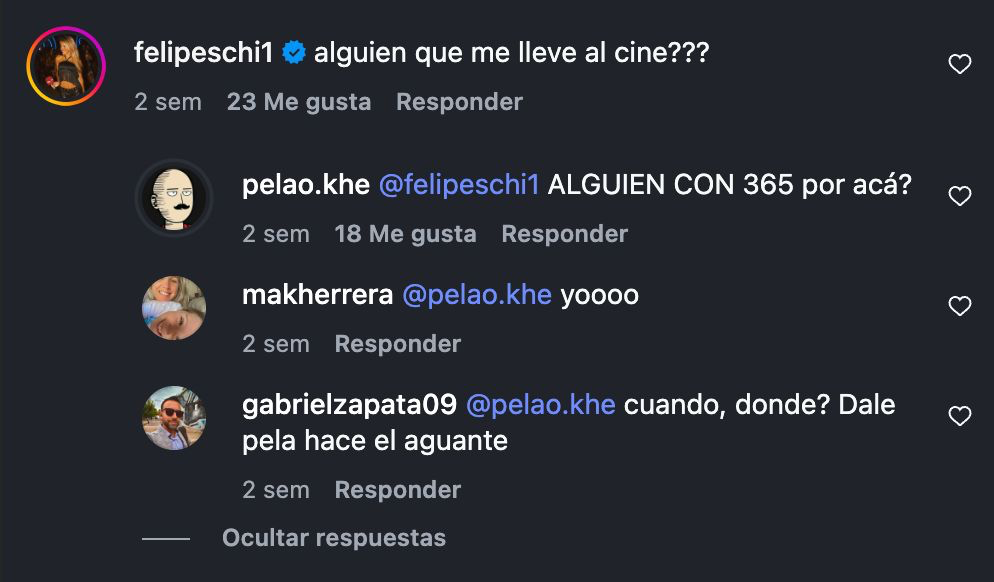 felipeschi1 alguien que me lleve al cine???
2 sem 23 Me gusta Responder
pelao.khe @felipeschi1 ALGUIEN CON 365 por acá?
2 sem 18 Me gusta Responder
makherrera @pelao.khe yoooo
2 sem Responder
gabrielzapata09 @pelao.khe cuando, donde? Dale
pela hace el aguante
2 sem Responder
Ocultar respuestas